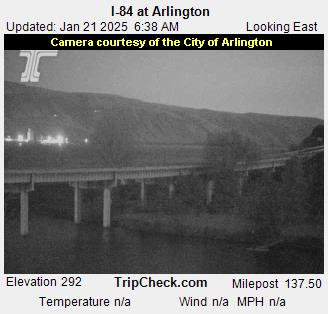 I-84 at Arlington
Updated: Jan 21 2025 6:38 AM Looking East
Camera courtesy of the City of Arlington
Elevation 292 TripCheck.com Milepost 137.50
Temperature n/a Wind n/a MPH n/a